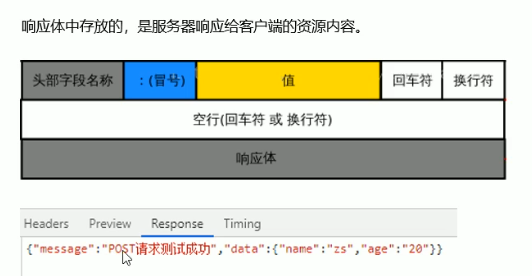 响应体中存放的，是服务器响应给客户端的资源内容。
头部字段名称 ：(冒号) 值 回车符 换行符
空行(回车符 或 换行符)
响应体
Headers Preview Response Timing
{"message":"POST请求测试成功","data":{"name":"zs","age":"20"}}